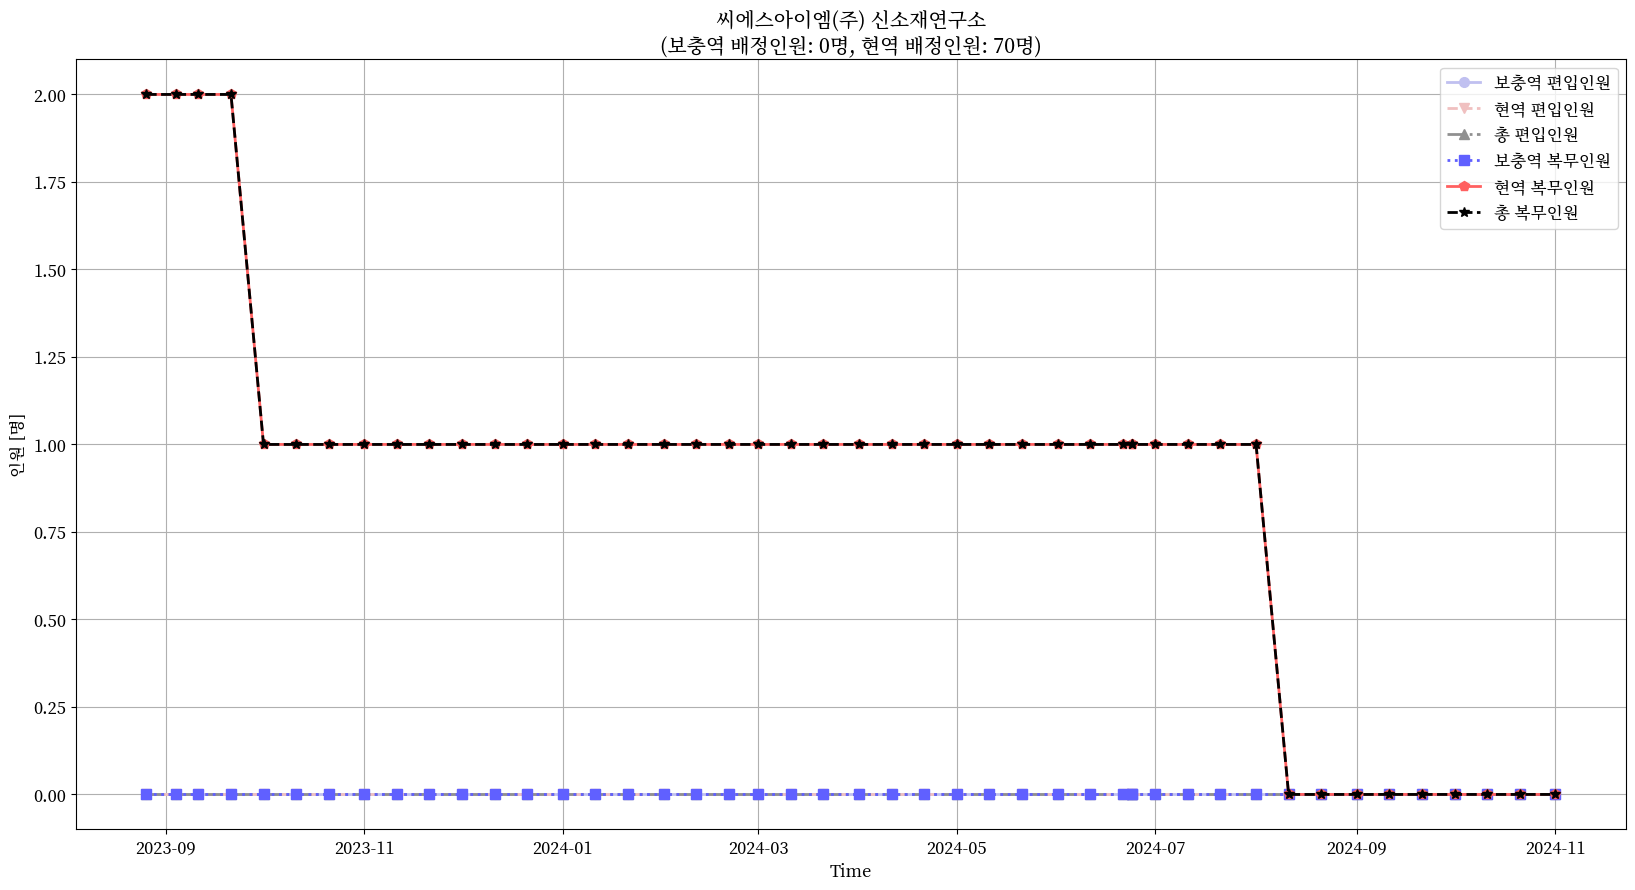 씨에스아이엠(주) 신소재연구소
(보충역 배정인원: 0명, 현역 배정인원: 70명)
보충역 편입인원
현역 편입인원
총 편입인원
보충역 복무인원
현역 복무인원
총 복무인원
인원 [명]
2.00
1.75
1.50
1.25
1.00
0.75
0.50
0.25
0.00
2023-09
2023-11
2024-01
2024-03
2024-05
2024-07
2024-09
2024-11
Time